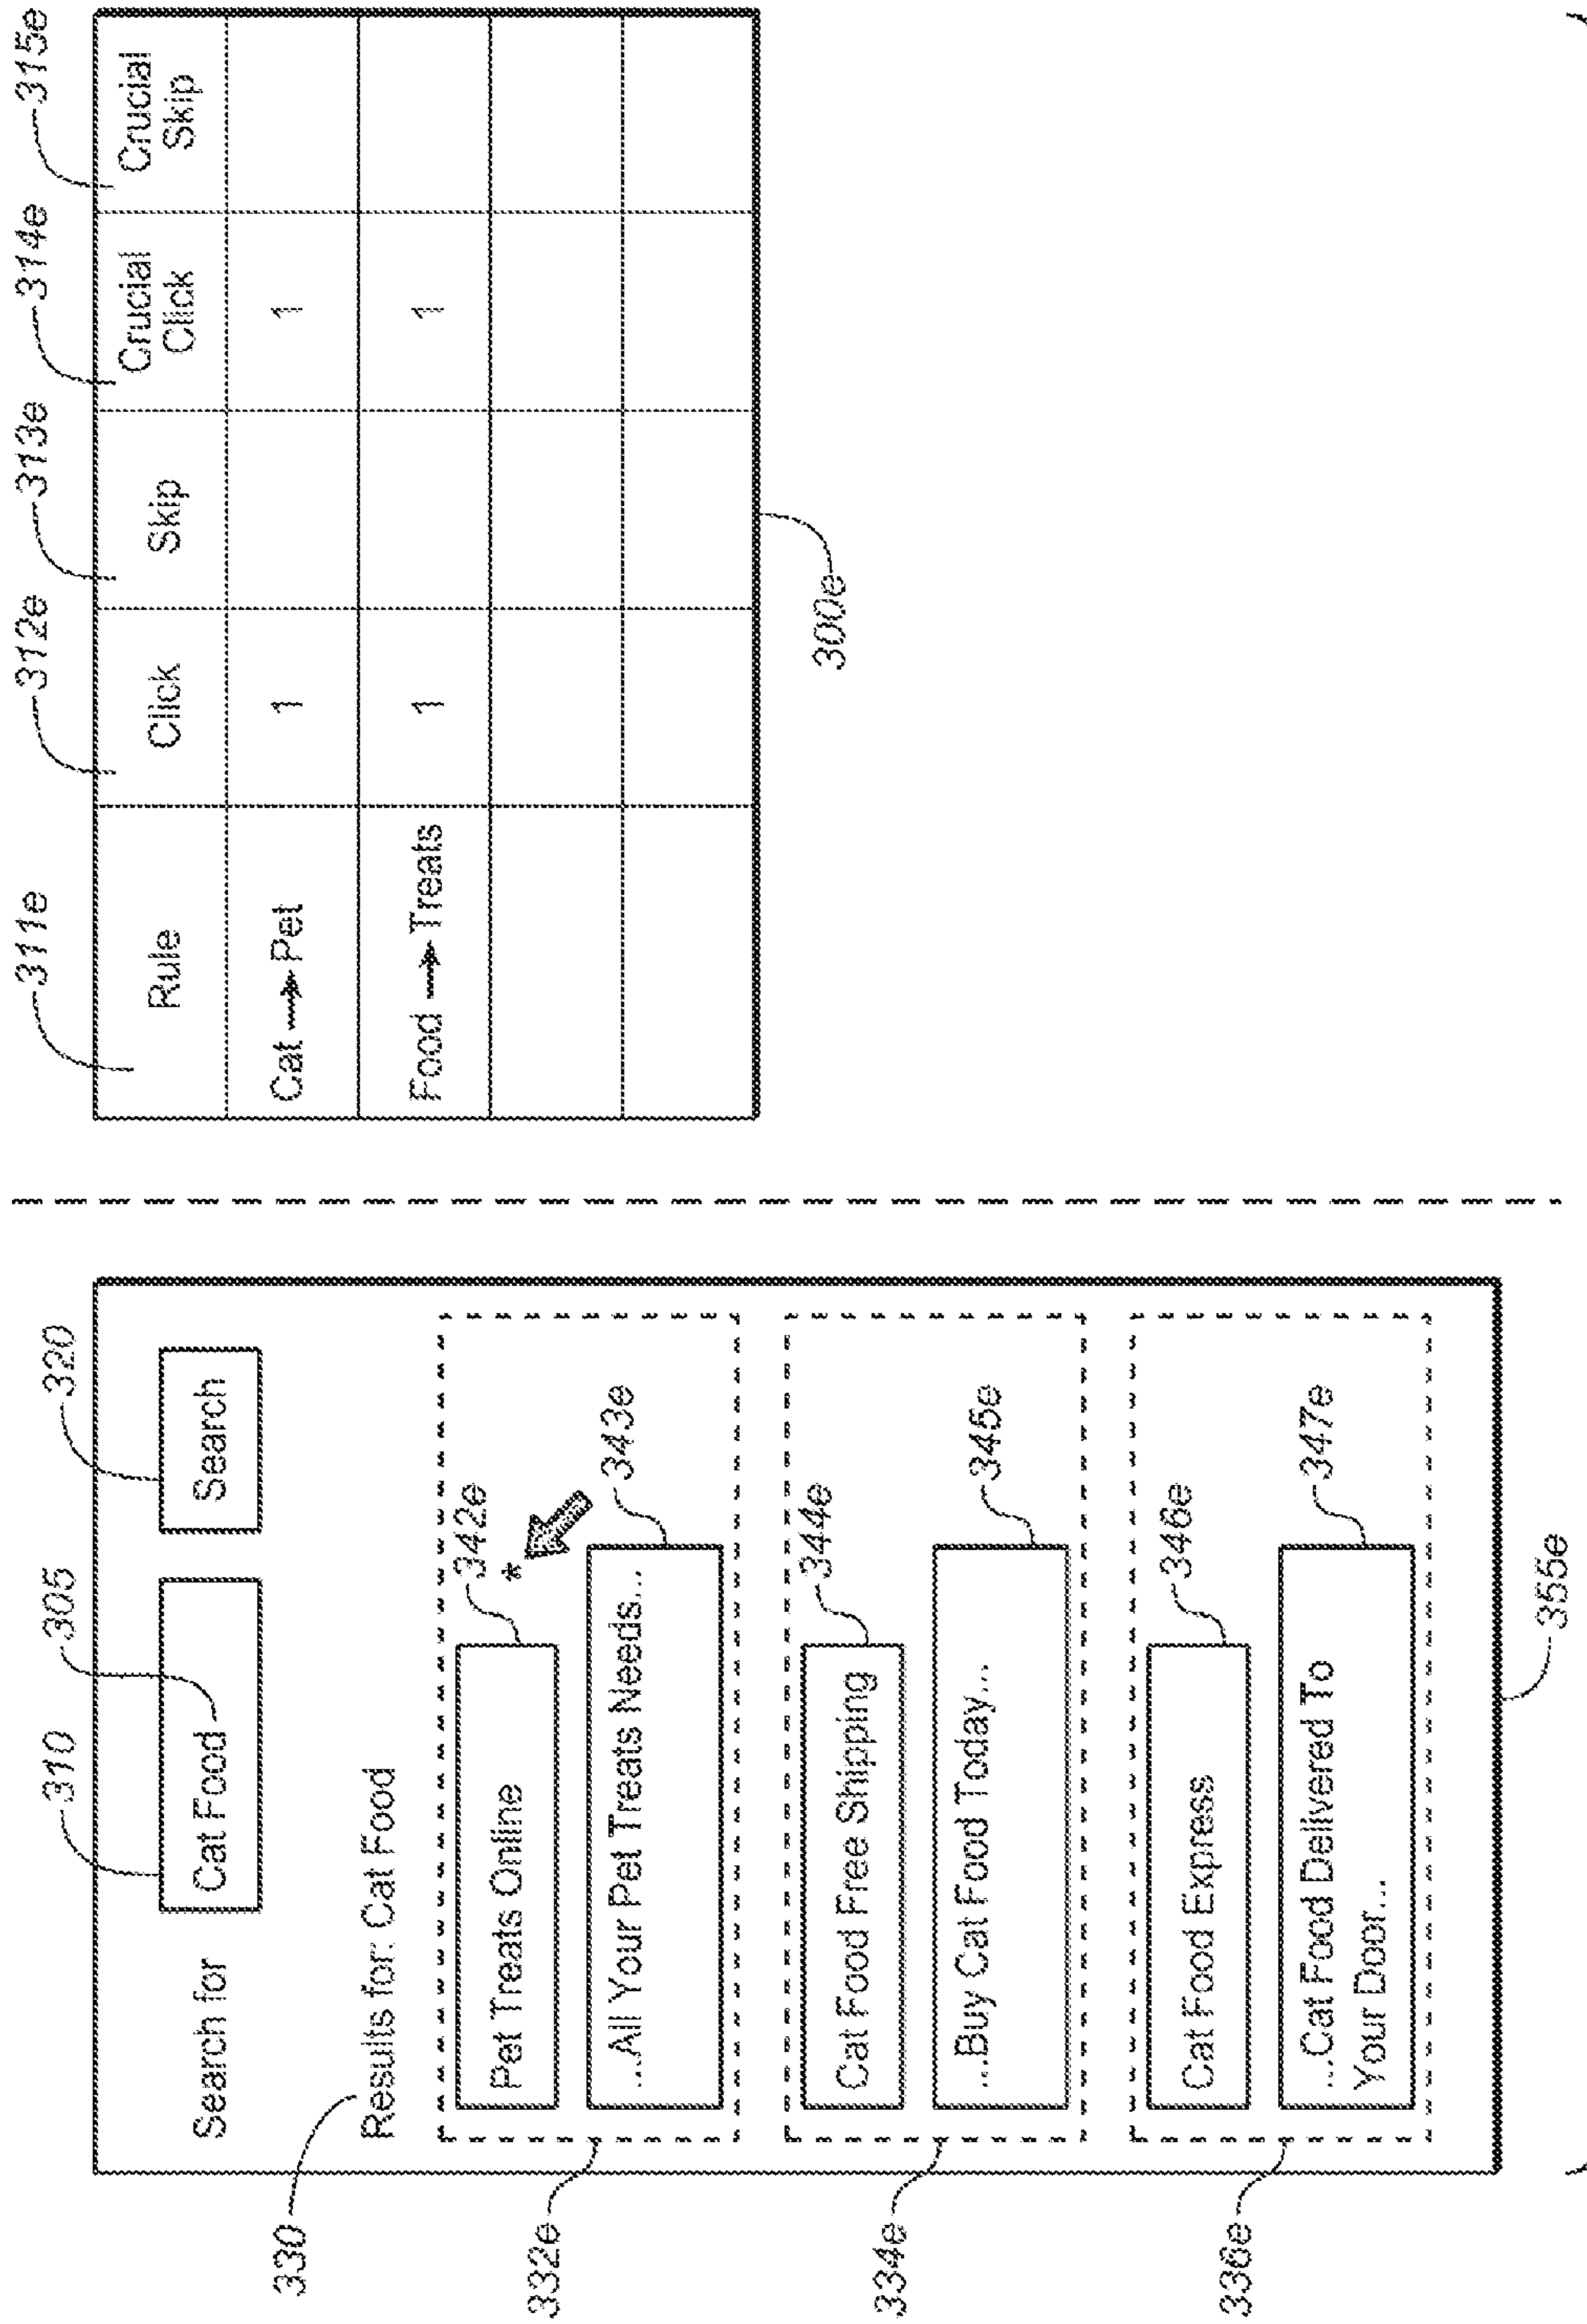 310
305
320
Search for
Cat Food
Search
330
Results for: Cat Food
332e
Pet Treats Online
342e
*
...All Your Pet Treats Needs...
343e
334e
Cat Food Free Shipping
344e
...Buy Cat Food Today...
345e
336e
Cat Food Express
346e
...Cat Food Delivered To
Your Door...
347e
355e
311e
312e
313e
314e
315e
Rule
Click
Skip
Crucial
Click
Crucial
Skip
Cat → Pet
1
1
Food → Treats
1
1
300e